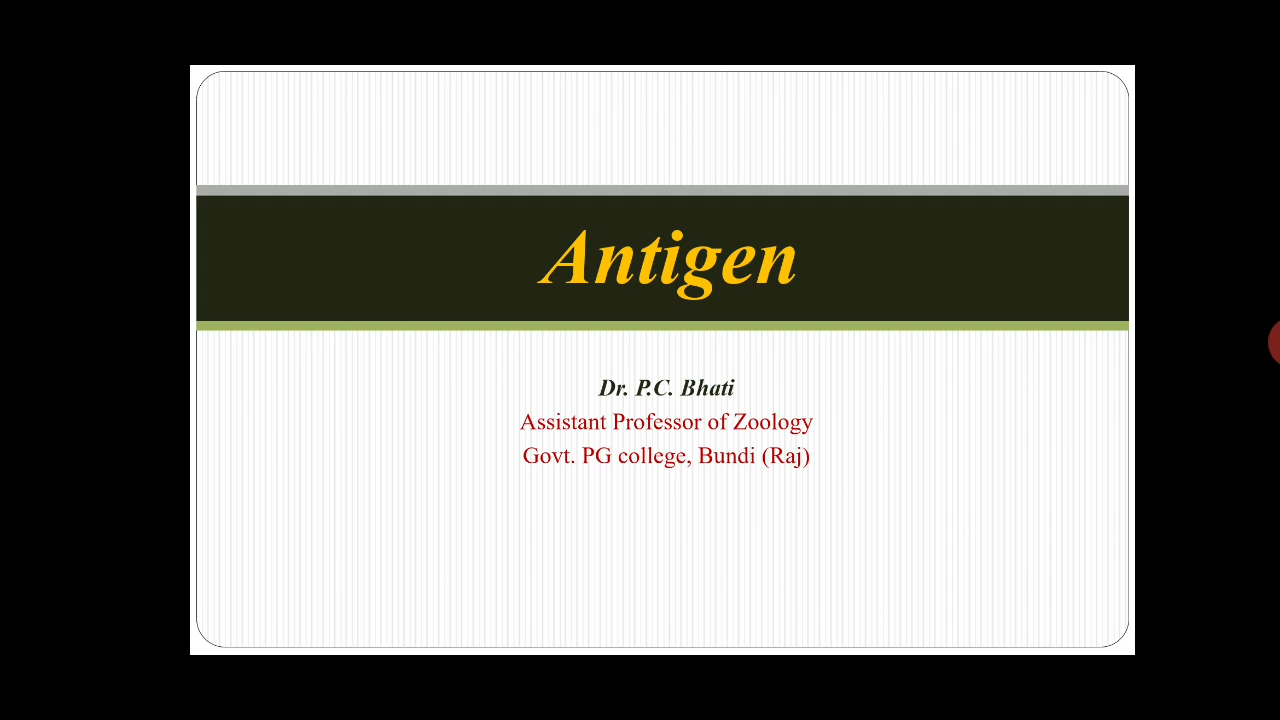 Antigen
Dr. P.C. Bhati
Assistant Professor of Zoology
Govt. PG college, Bundi (Raj)